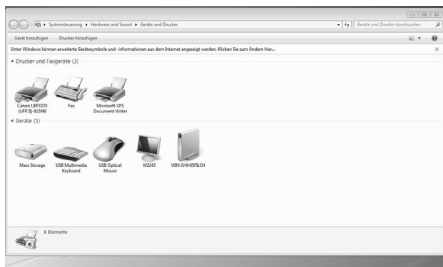 Systemsteuerung ▸ Hardware und Sound ▸ Geräte und Drucker
Geräte und Drucker durchsuchen
Gerät hinzufügen Drucker hinzufügen
Unter Windows können erweiterte Gerätesymbole und -informationen aus dem Internet angezeigt werden. Klicken Sie zum Ändern hier...
Drucker und Faxgeräte (3)
Fax
Microsoft XPS
Document Writer
Geräte (5)
Mass Storage
USB Multimedia
Keyboard
USB Optical
Mouse
W2243
8 Elemente